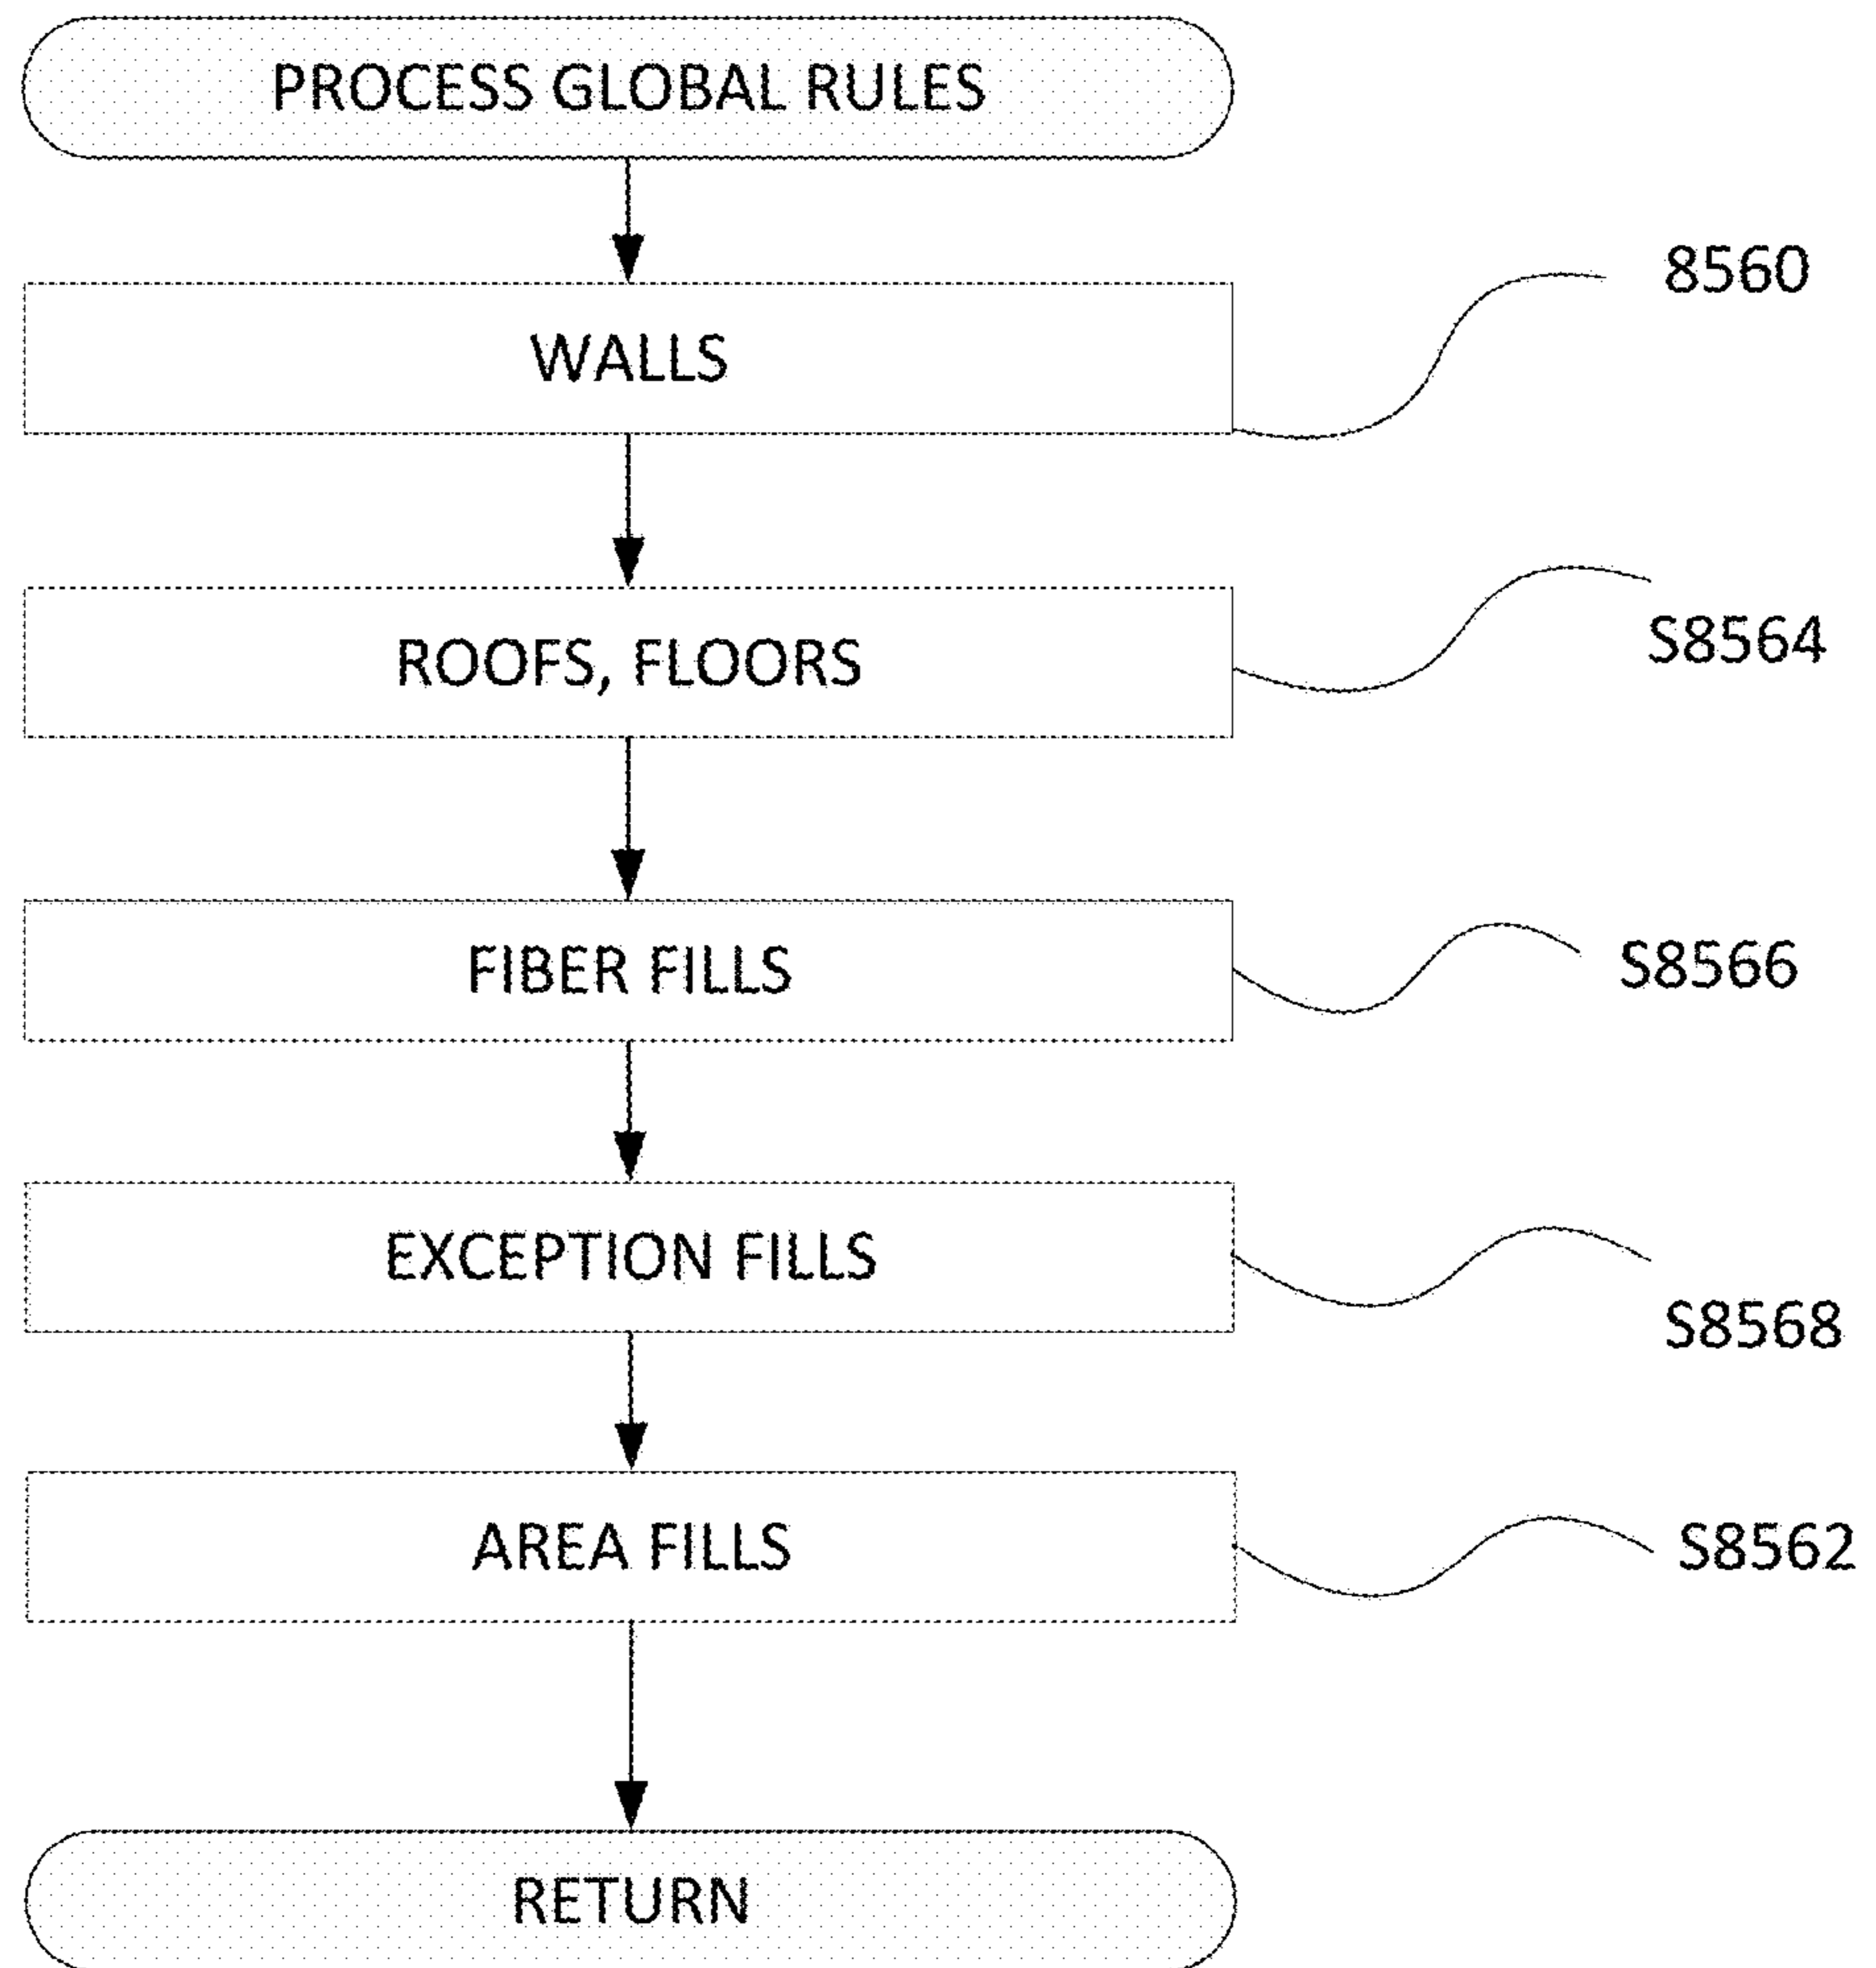 PROCESS GLOBAL RULES
8560
WALLS
ROOFS, FLOORS
S8564
FIBER FILLS
S8566
EXCEPTION FILLS
S8568
AREA FILLS
S8562
RETURN